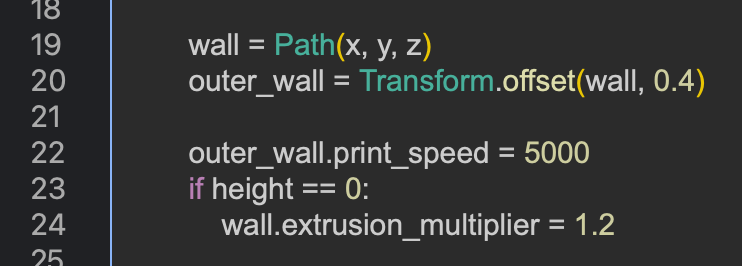 18
19 wall = Path(x, y, z)
20 outer_wall = Transform.offset(wall, 0.4)
21
22 outer_wall.print_speed = 5000
23 if height == 0:
24 wall.extrusion_multiplier = 1.2
25